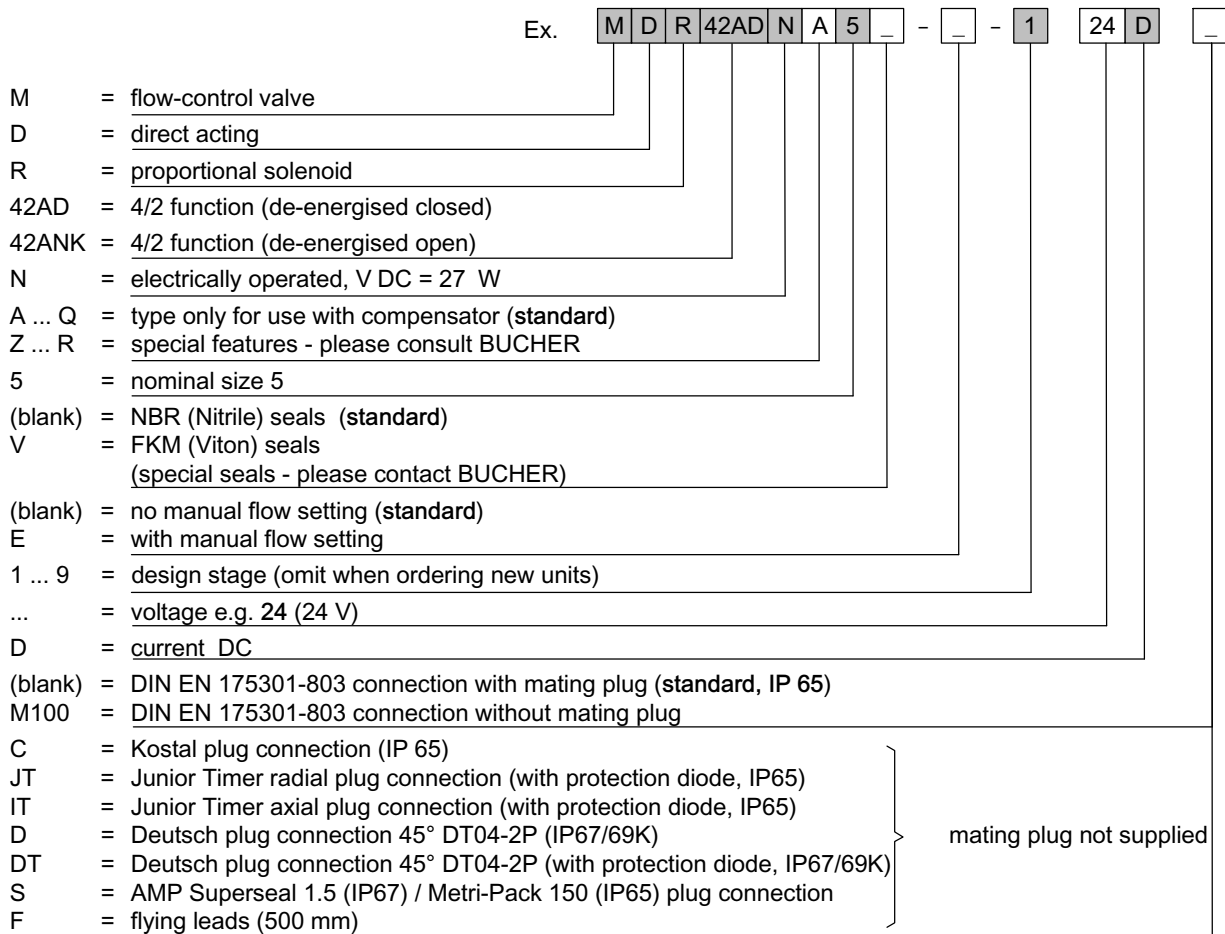 Ex. M D R 42AD N A 5 _ - _ - 1 24 D _
M = flow-control valve
D = direct acting
R = proportional solenoid
42AD = 4/2 function (de-energised closed)
42ANK = 4/2 function (de-energised open)
N = electrically operated, V DC = 27 W
A ... Q = type only for use with compensator (standard)
Z ... R = special features - please consult BUCHER
5 = nominal size 5
(blank) = NBR (Nitrile) seals (standard)
V = FKM (Viton) seals
(special seals - please contact BUCHER)
(blank) = no manual flow setting (standard)
E = with manual flow setting
1 ... 9 = design stage (omit when ordering new units)
... = voltage e.g. 24 (24 V)
D = current DC
(blank) = DIN EN 175301-803 connection with mating plug (standard, IP 65)
M100 = DIN EN 175301-803 connection without mating plug
C = Kostal plug connection (IP 65)
JT = Junior Timer radial plug connection (with protection diode, IP65)
IT = Junior Timer axial plug connection (with protection diode, IP65)
D = Deutsch plug connection 45° DT04-2P (IP67/69K) mating plug not supplied
DT = Deutsch plug connection 45° DT04-2P (with protection diode, IP67/69K)
S = AMP Superseal 1.5 (IP67) / Metri-Pack 150 (IP65) plug connection
F = flying leads (500 mm)